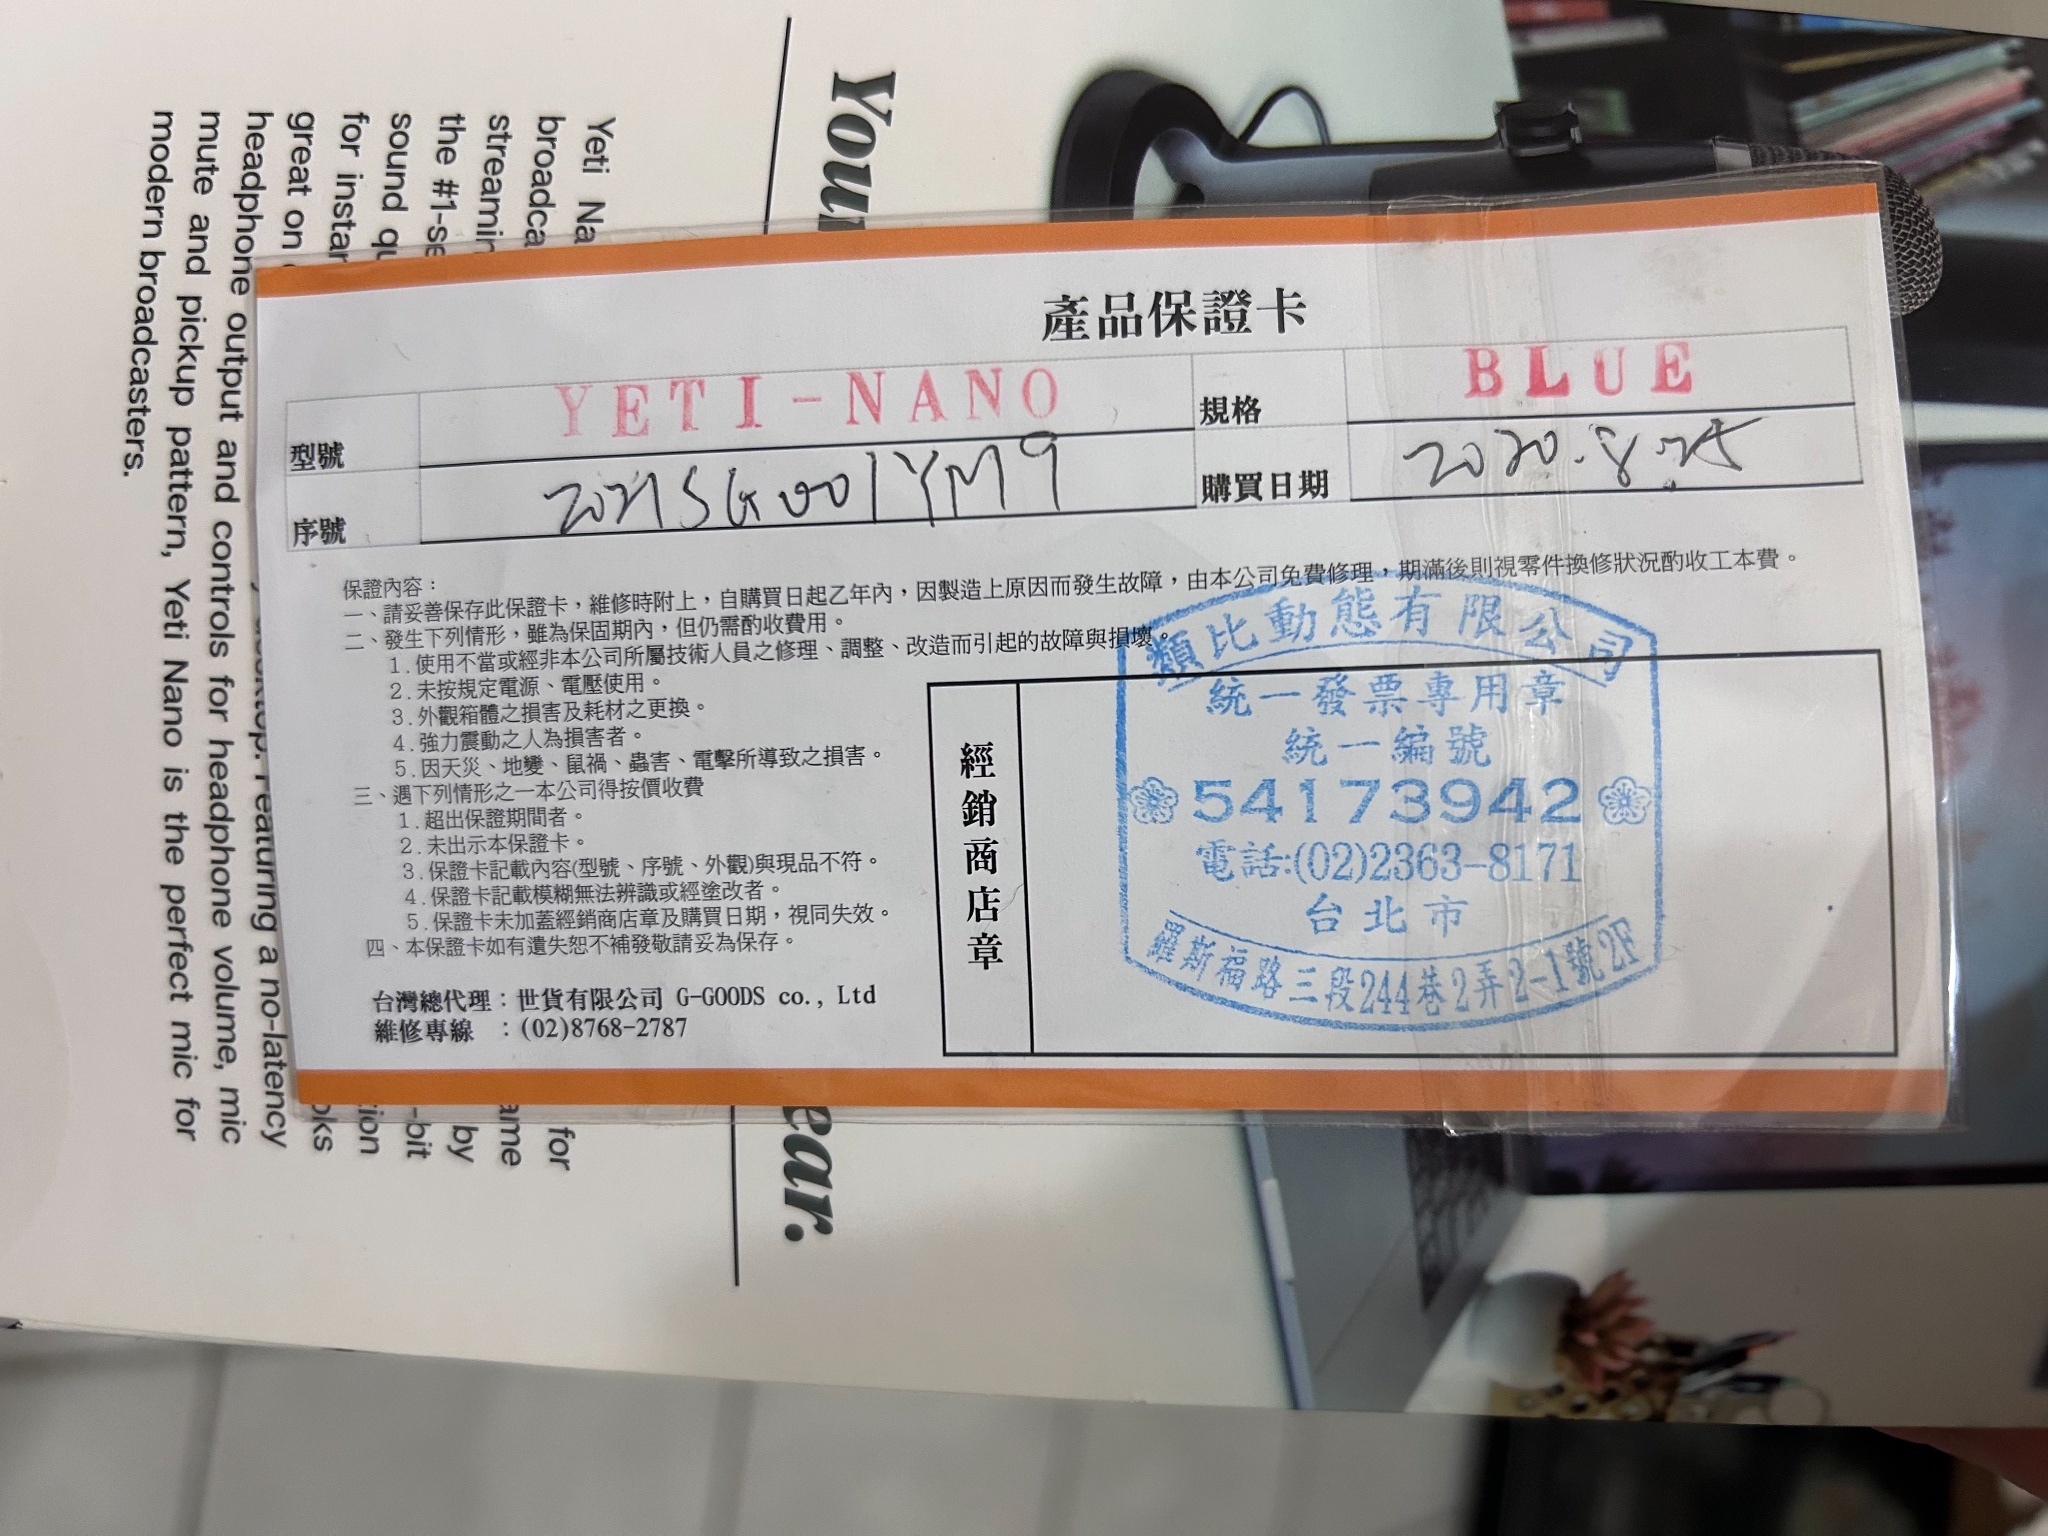 產品保證卡
型號 YETI-NANO 規格 BLUE
序號 2021SG001YM9 購買日期 2020.8.25
保證內容：
一、請妥善保存此保證卡，維修時附上，自購買日起乙年內，因製造上原因而發生故障，由本公司免費修理，期滿後則視零件換修狀況酌收工本費。
二、發生下列情形，雖為保固期內，但仍需酌收費用。
1.使用不當或經非本公司所屬技術人員之修理、調整、改造而引起的故障與損壞。
2.未按規定電源、電壓使用。
3.外觀箱體之損害及耗材之更換。
4.強力震動之人為損害者。
5.因天災、地變、鼠禍、蟲害、電擊所導致之損害。
三、遇下列情形之一本公司得按價收費
1.超出保證期間者。
2.未出示本保證卡。
3.保證卡記載內容(型號、序號、外觀)與現品不符。
4.保證卡記載模糊無法辨識或經塗改者。
5.保證卡未加蓋經銷商店章及購買日期，視同失效。
四、本保證卡如有遺失恕不補發敬請妥為保存。
台灣總代理：世貨有限公司 G-GOODS co., Ltd
維修專線 ：(02)8768-2787
經銷商店章
類比動態有限公司
統一發票專用章
統一編號
54173942
電話:(02)2363-8171
台北市
羅斯福路三段244巷2弄2-1號2F
Your
ear.
Yeti Na
broadca for
streamin ame
the #1-se by
sound qu -bit
for instan tion
great on oks
desktop. Featuring a no-latency
headphone output and controls for headphone volume, mic
mute and pickup pattern, Yeti Nano is the perfect mic for
modern broadcasters.